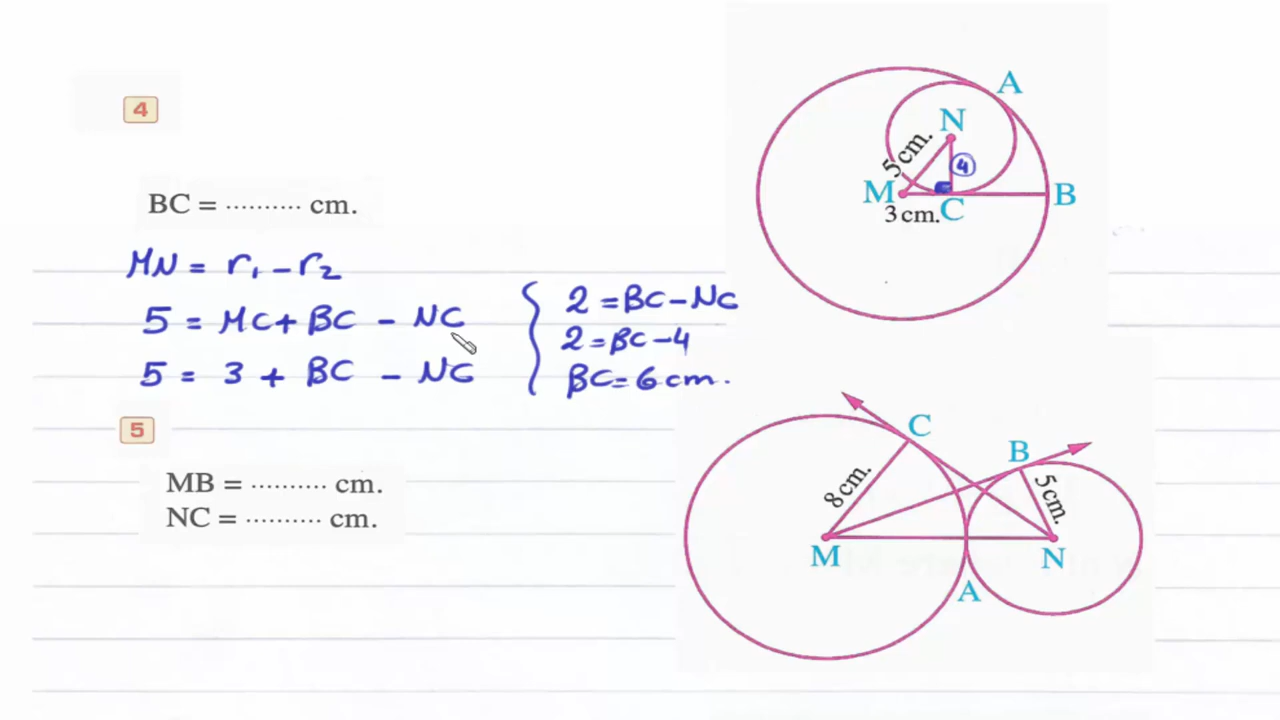 4
BC = .......... cm.
MN = r₁ - r₂
5 = MC + BC - NC
5 = 3 + BC - NC
2 = BC - NC
2 = BC - 4
BC = 6 cm.
A
N
5 cm.
4
M
C
B
3 cm.
5
MB = .......... cm.
NC = .......... cm.
C
B
8 cm.
5 cm.
M
N
A